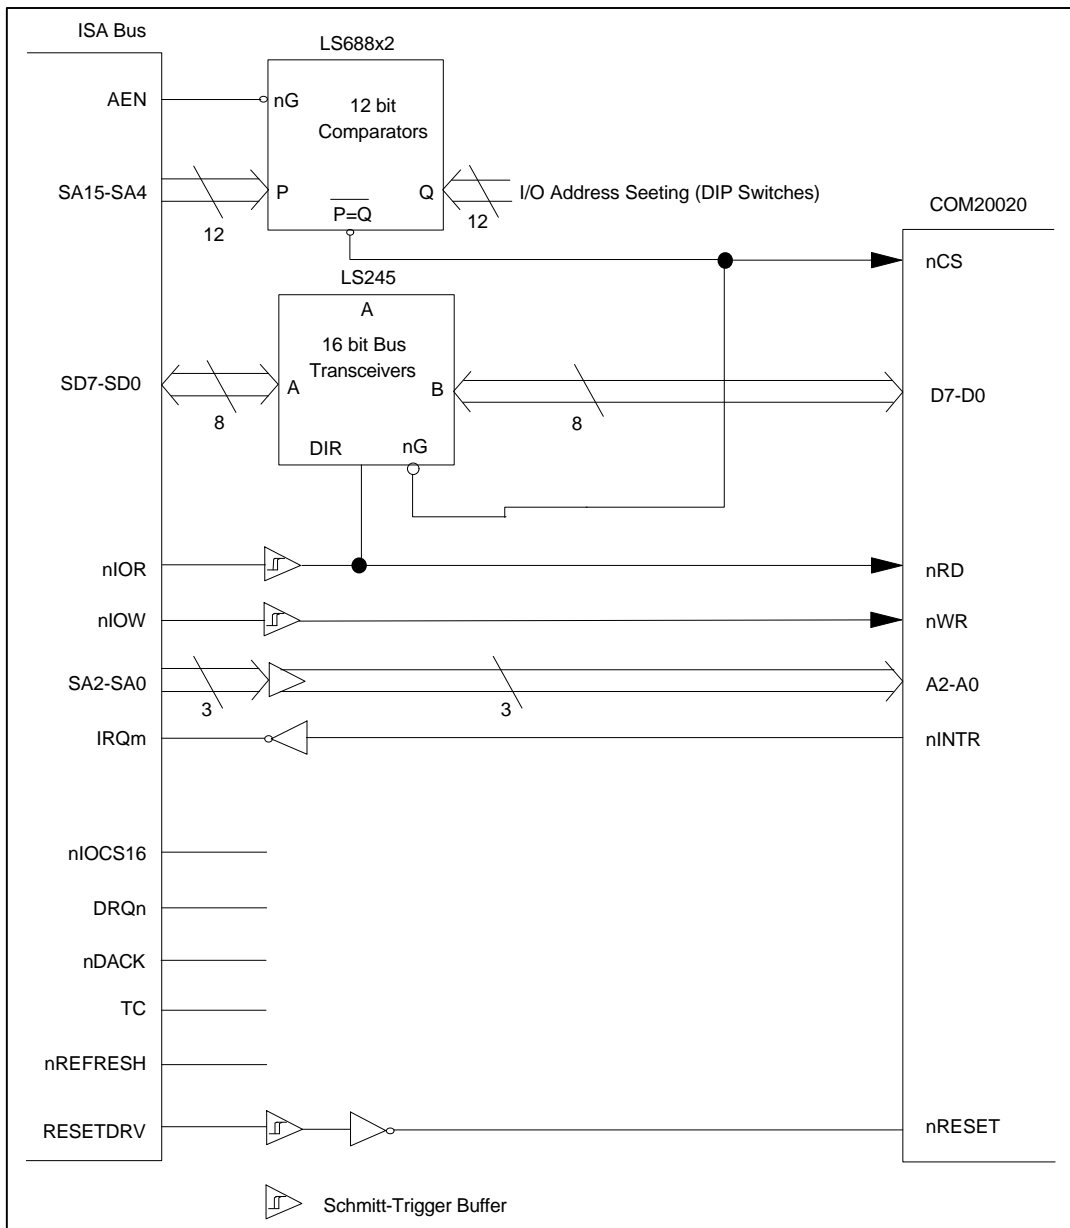 ISA Bus
LS688x2
AEN
nG
12 bit
Comparators
SA15-SA4
P
Q
I/O Address Seeting (DIP Switches)
P=Q
12
12
COM20020
nCS
LS245
A
16 bit Bus
Transceivers
SD7-SD0
A
B
D7-D0
8
8
DIR
nG
nIOR
nRD
nIOW
nWR
SA2-SA0
A2-A0
3
3
IRQm
nINTR
nIOCS16
DRQn
nDACK
TC
nREFRESH
RESETDRV
nRESET
Schmitt-Trigger Buffer